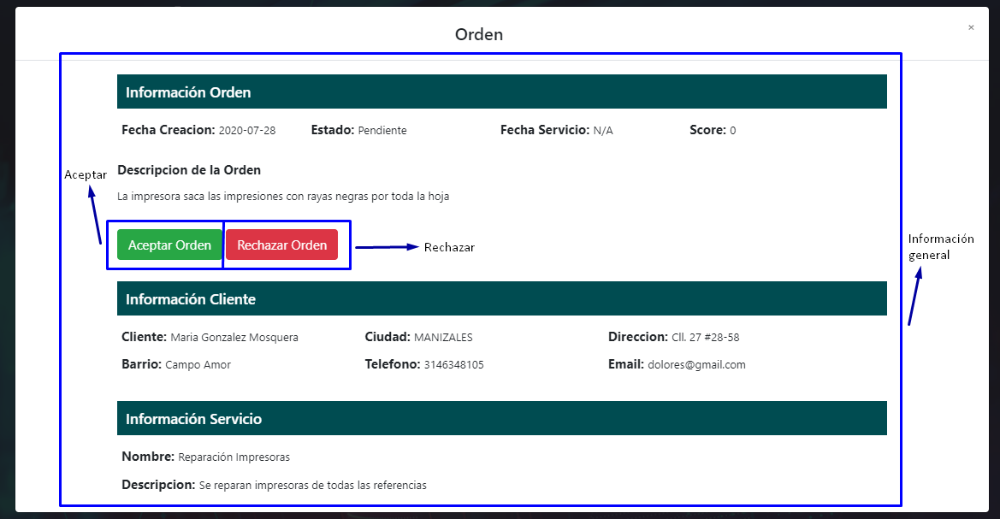 Orden
×
Información Orden
Fecha Creacion: 2020-07-28 Estado: Pendiente Fecha Servicio: N/A Score: 0
Aceptar
Descripcion de la Orden
La impresora saca las impresiones con rayas negras por toda la hoja
Aceptar Orden Rechazar Orden
Rechazar
Información
general
Información Cliente
Cliente: Maria Gonzalez Mosquera Ciudad: MANIZALES Direccion: Cll. 27 #28-58
Barrio: Campo Amor Telefono: 3146348105 Email: dolores@gmail.com
Información Servicio
Nombre: Reparación Impresoras
Descripcion: Se reparan impresoras de todas las referencias